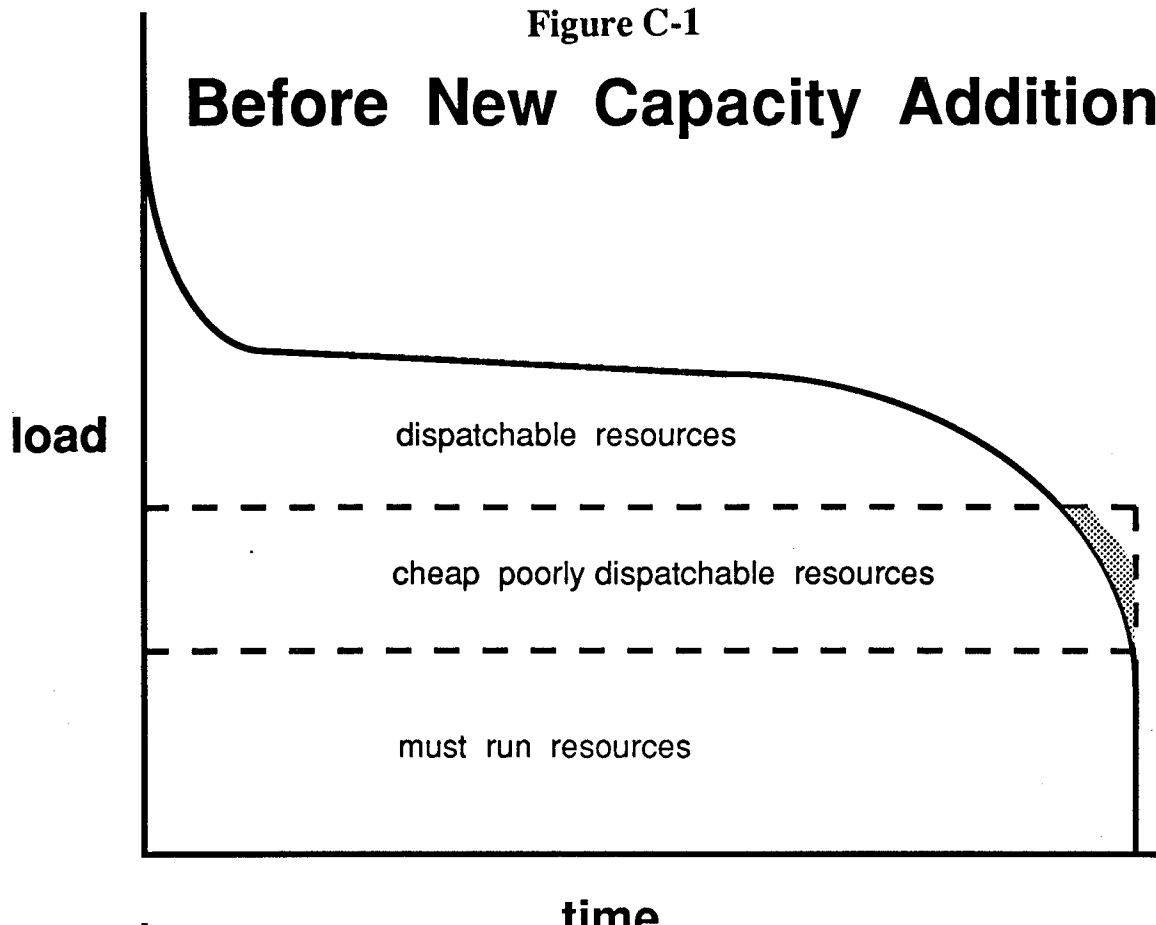 Figure C-1
Before New Capacity Addition
load
dispatchable resources
cheap poorly dispatchable resources
must run resources
time